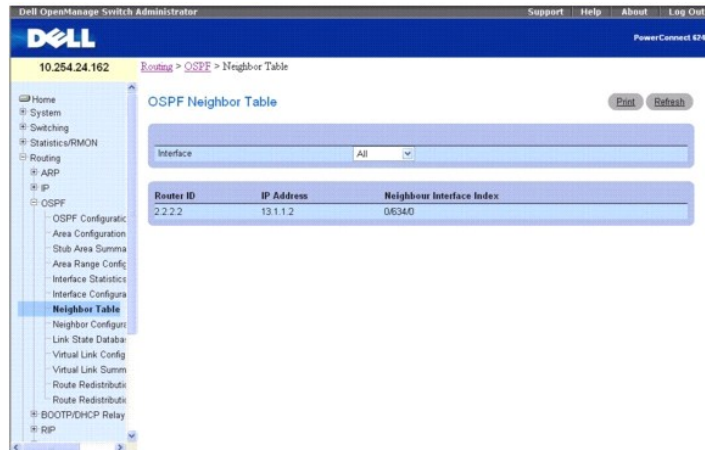 Dell OpenManage Switch Administrator Support Help About Log Out
DELL PowerConnect 624
10.254.24.162 Routing > OSPF > Neighbor Table
Home
OSPF Neighbor Table Print Refresh
System
Switching
Statistics/RMON
Interface All
Routing
ARP
IP
Router ID IP Address Neighbour Interface Index
2.2.2.2 13.1.1.2 0/634/0
OSPF
OSPF Configuratic
Area Configuration
Stub Area Summa
Area Range Config
Interface Statistics
Interface Configura
Neighbor Table
Neighbor Configura
Link State Databa
Virtual Link Config
Virtual Link Summ
Route Redistributic
Route Redistributic
BOOTP/DHCP Relay
RIP